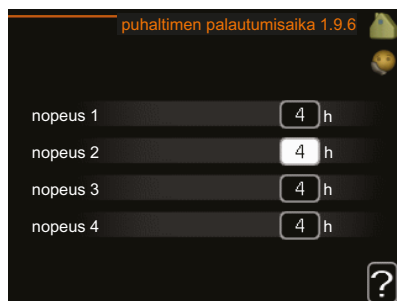 puhaltimen palautumisaika 1.9.6
nopeus 1 4 h
nopeus 2 4 h
nopeus 3 4 h
nopeus 4 4 h
?